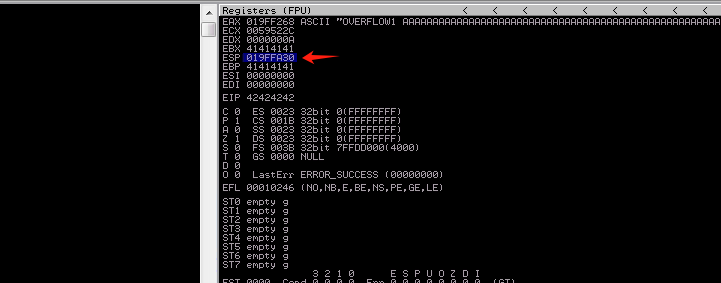 Registers (FPU) < < < < < < < <
EAX 019FF268 ASCII "OVERFLOW1 AAAAAAAAAAAAAAAAAAAAAAAAAAAAAAAAAAAAAAAAAAAA
ECX 0059522C
EDX 0000000A
EBX 41414141
ESP 019FFA30
EBP 41414141
ESI 00000000
EDI 00000000
EIP 42424242
C 0 ES 0023 32bit 0(FFFFFFFF)
P 1 CS 001B 32bit 0(FFFFFFFF)
A 0 SS 0023 32bit 0(FFFFFFFF)
Z 1 DS 0023 32bit 0(FFFFFFFF)
S 0 FS 003B 32bit 7FFDD000(4000)
T 0 GS 0000 NULL
D 0
O 0 LastErr ERROR_SUCCESS (00000000)
EFL 00010246 (NO,NB,E,BE,NS,PE,GE,LE)
ST0 empty g
ST1 empty g
ST2 empty g
ST3 empty g
ST4 empty g
ST5 empty g
ST6 empty g
ST7 empty g
3 2 1 0 E S P U O Z D I
FST 0000 Cond 0 0 0 0 Err 0 0 0 0 0 0 0 0 (GT)